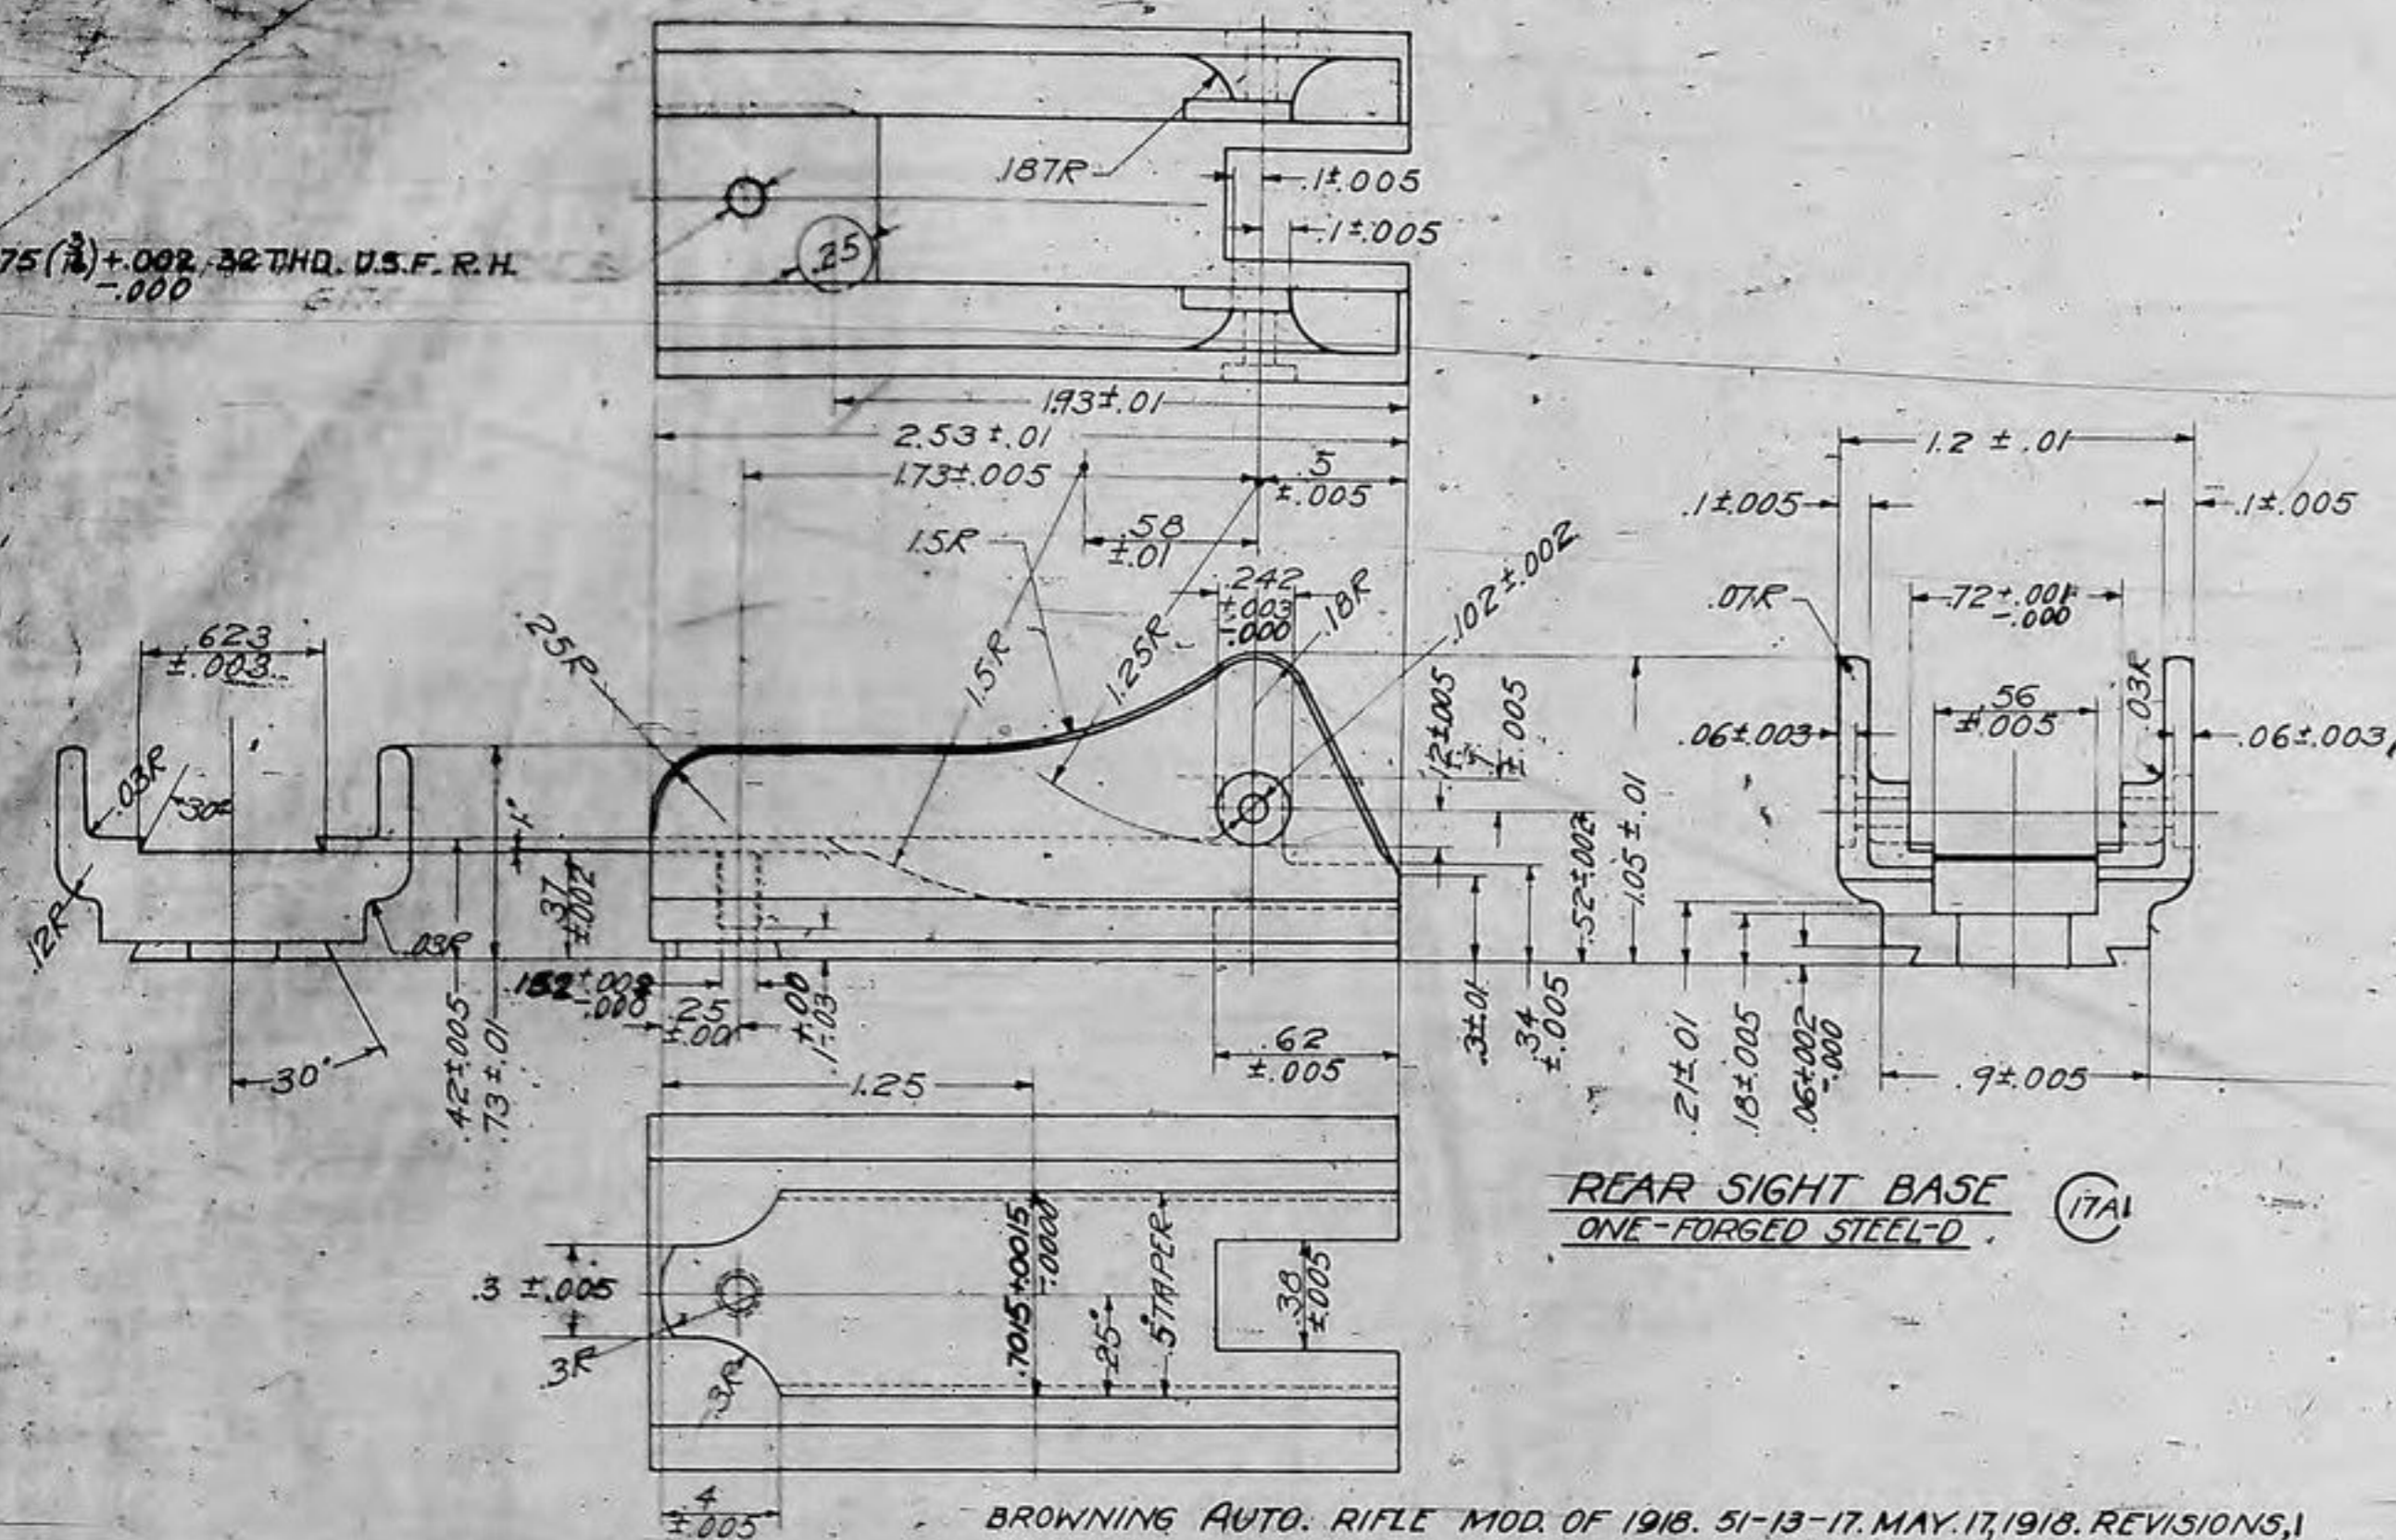 .187R
.1±.005
.1±.005
.25
75 (3/16) +.002 32 THD. U.S.F. R.H.
-.000
1.93±.01
2.53±.01
1.73±.005
.5
±.005
.58
±.01
1.5R
.242
+.003
-.000
.18R
.102±.002
.25R
1.5R
1.25R
.623
±.003
.03R
30°
.12R
.03R
30°
.1
.37
±.002
.42±.005
.73±.01
+.002
-.000
.25
.12±.005
±.005
.52±.002
1.05±.01
.3±.01
.34
±.005
.62
±.005
1.2 ± .01
.1±.005
.1±.005
.07R
.72+.001
-.000
.56
±.005
.03R
.06±.003
.06±.003
.21±.01
.18±.005
.06+.002
-.000
.9±.005
1.25
.3 ±.005
.3R
.3R
.7015+.0015
-.0000
.25°
.5° TAPER
.38
±.005
.4
±.005
REAR SIGHT BASE
ONE-FORGED STEEL-D.
17A1
BROWNING AUTO. RIFLE MOD. OF 1918. 51-13-17. MAY. 17, 1918. REVISIONS,